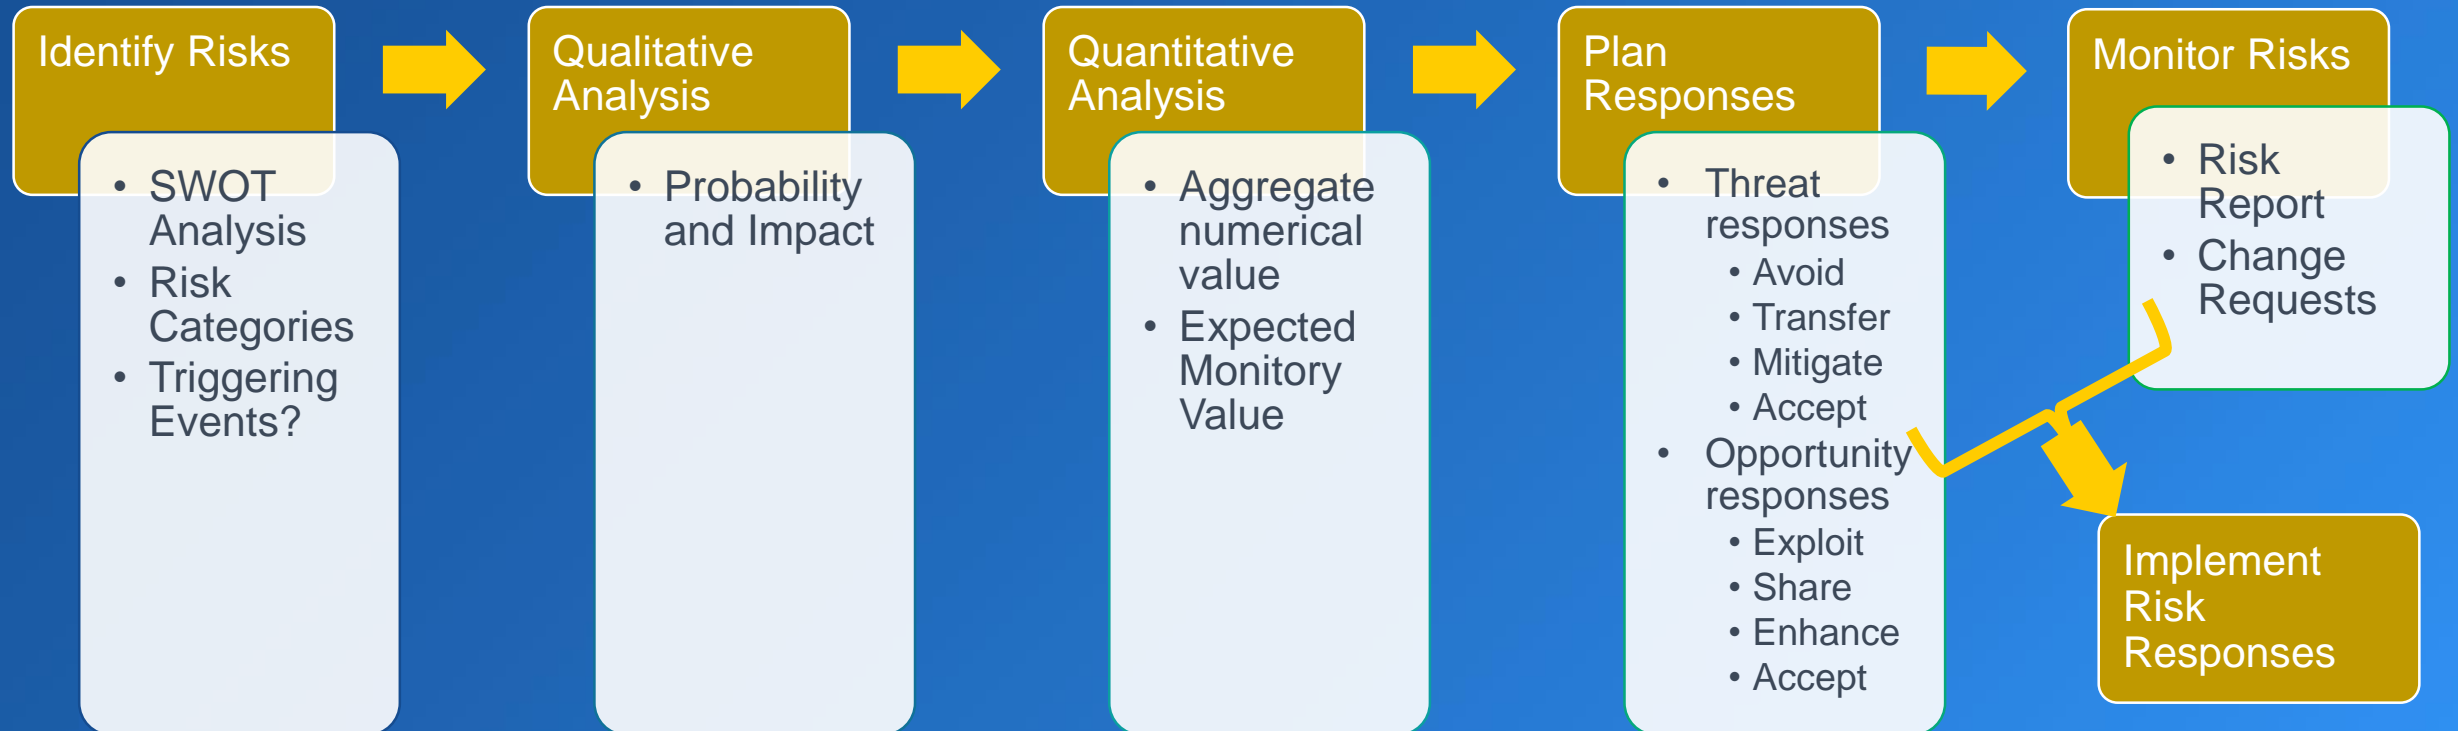 Identify Risks
• SWOT
Analysis
• Risk
Categories
• Triggering
Events?
Qualitative
Analysis
• Probability
and Impact
Quantitative
Analysis
• Aggregate
numerical
value
• Expected
Monitory
Value
Plan
Responses
• Threat
responses
• Avoid
• Transfer
• Mitigate
• Accept
• Opportunity
responses
• Exploit
• Share
• Enhance
• Accept
Monitor Risks
• Risk
Report
• Change
Requests
Implement
Risk
Responses